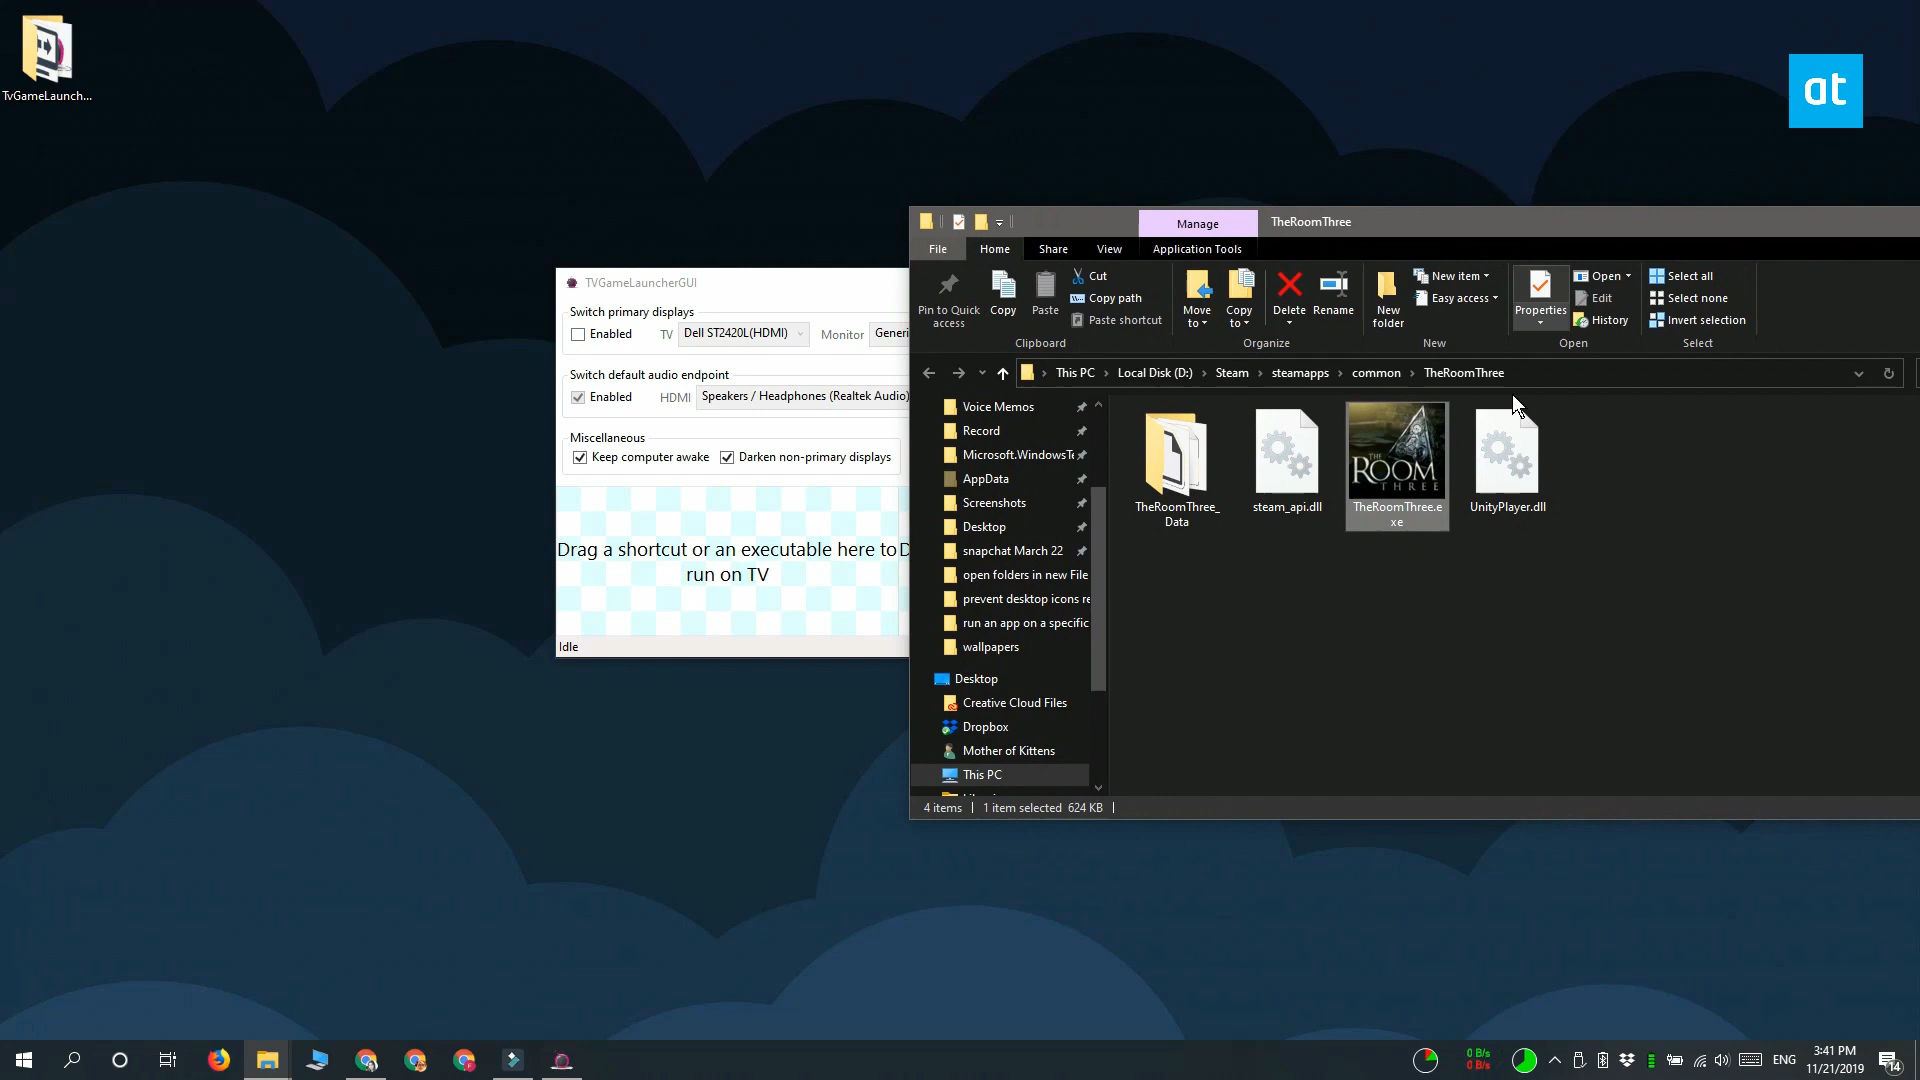 TvGameLaunch...
at
TVGameLauncherGUI
Switch primary displays
Enabled TV Dell ST2420L(HDMI) Monitor Generi
Switch default audio endpoint
Enabled HDMI Speakers / Headphones (Realtek Audio)
Miscellaneous
Keep computer awake Darken non-primary displays
Drag a shortcut or an executable here to
run on TV
Idle
Manage TheRoomThree
File Home Share View Application Tools
Pin to Quick
access
Copy
Paste
Cut
Copy path
Paste shortcut
Clipboard
Move
to
Copy
to
Delete
Rename
Organize
New
folder
New item
Easy access
New
Properties
Open
Edit
History
Open
Select all
Select none
Invert selection
Select
This PC Local Disk (D:) Steam steamapps common TheRoomThree
Voice Memos
Record
Microsoft.WindowsTe
AppData
Screenshots
Desktop
snapchat March 22
open folders in new File
prevent desktop icons re
run an app on a specific
wallpapers
Desktop
Creative Cloud Files
Dropbox
Mother of Kittens
This PC
TheRoomThree_
Data
steam_api.dll
THE
ROOM
THREE
TheRoomThree.e
xe
UnityPlayer.dll
4 items 1 item selected 624 KB
0 B/s
0 B/s
ENG
3:41 PM
11/21/2019
14